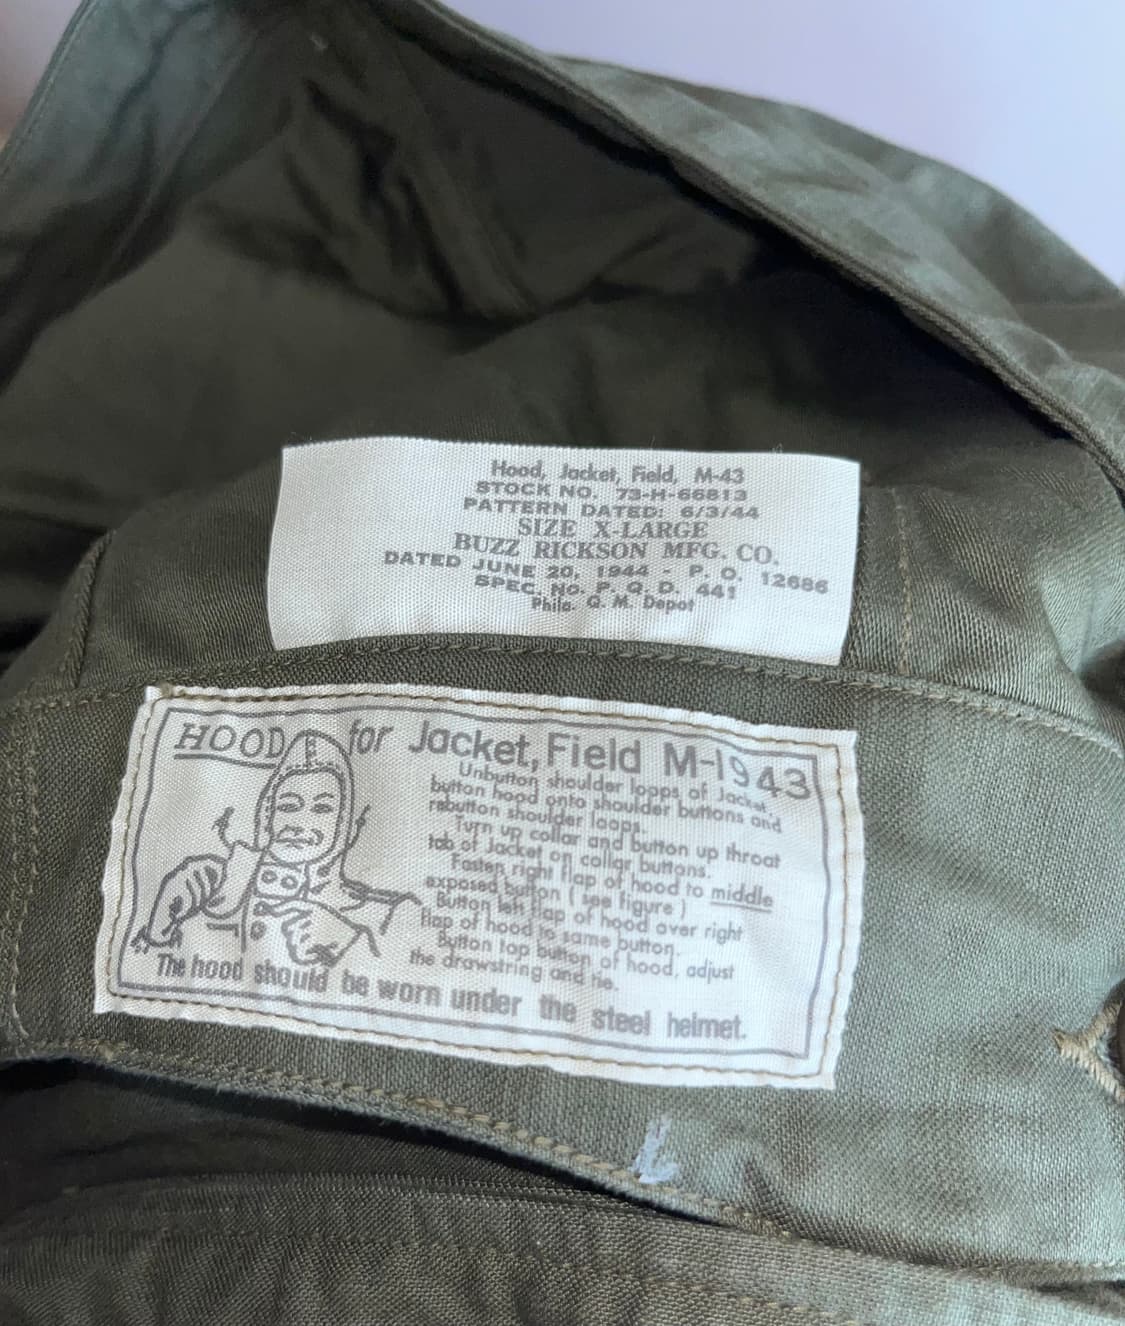 Hood, Jacket, Field, M-43
STOCK NO. 73-H-66813
PATTERN DATED: 6/3/44
SIZE X-LARGE
BUZZ RICKSON MFG. CO.
DATED JUNE 20, 1944 - P. O. 12686
SPEC. No. P. Q. D. 441
Phila. Q. M. Depot
HOOD for Jacket, Field M-1943
Unbutton shoulder loops of Jacket,
button hood onto shoulder buttons and
rebutton shoulder loops.
Turn up collar and button up throat
tab of Jacket on collar buttons.
Fasten right flap of hood to middle
exposed button (see figure)
Button left flap of hood over right
flap of hood to same button.
Button top button of hood, adjust
the drawstring and tie.
The hood should be worn under the steel helmet.
L